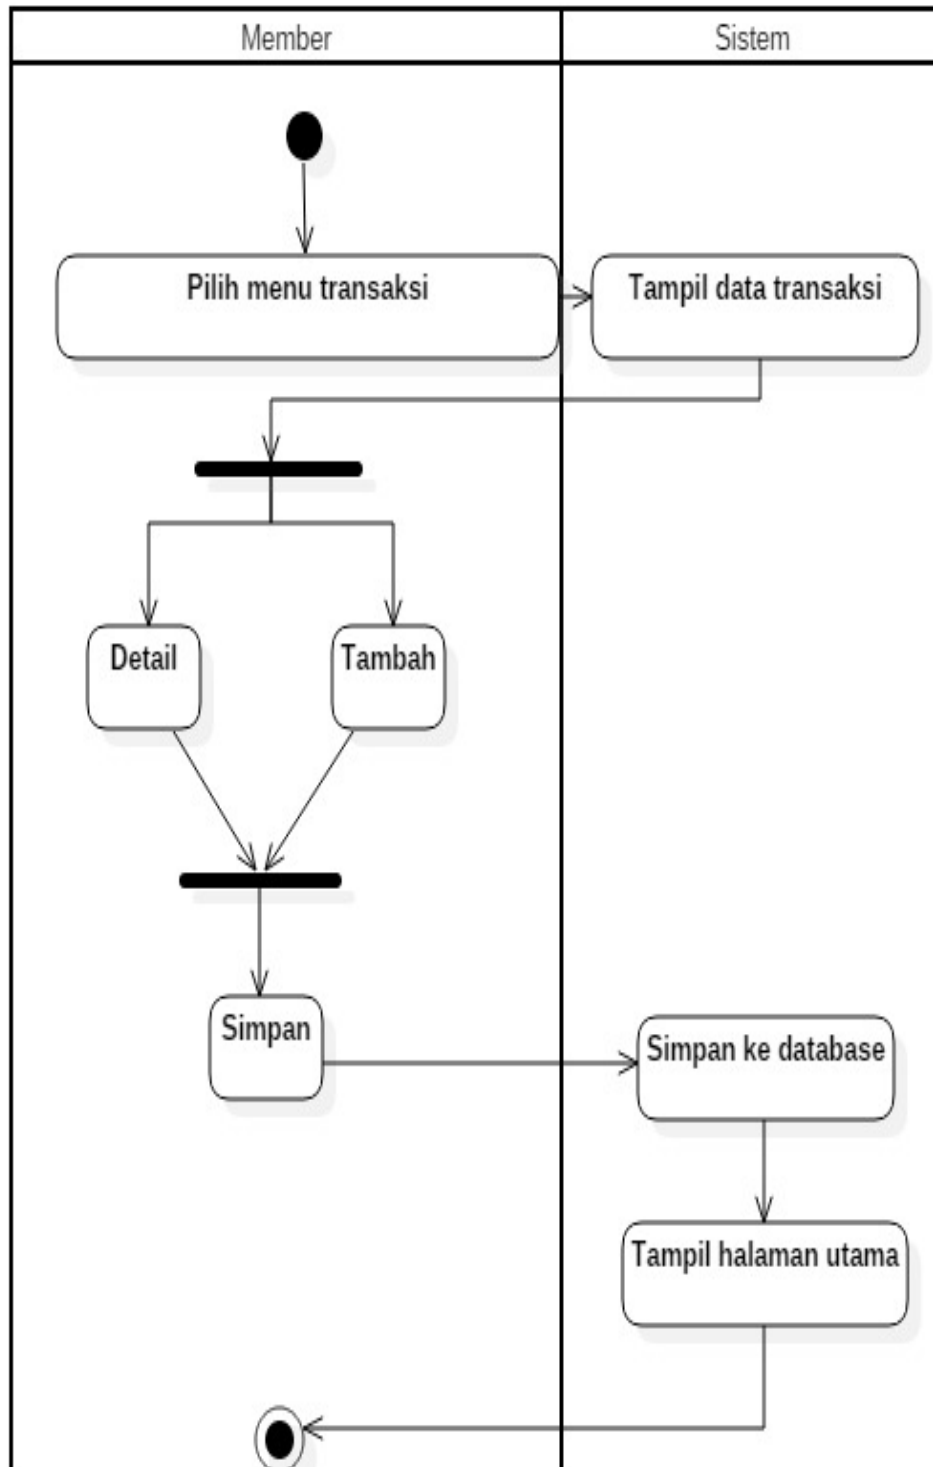 Member
Sistem
Pilih menu transaksi
Tampil data transaksi
Detail
Tambah
Simpan
Simpan ke database
Tampil halaman utama